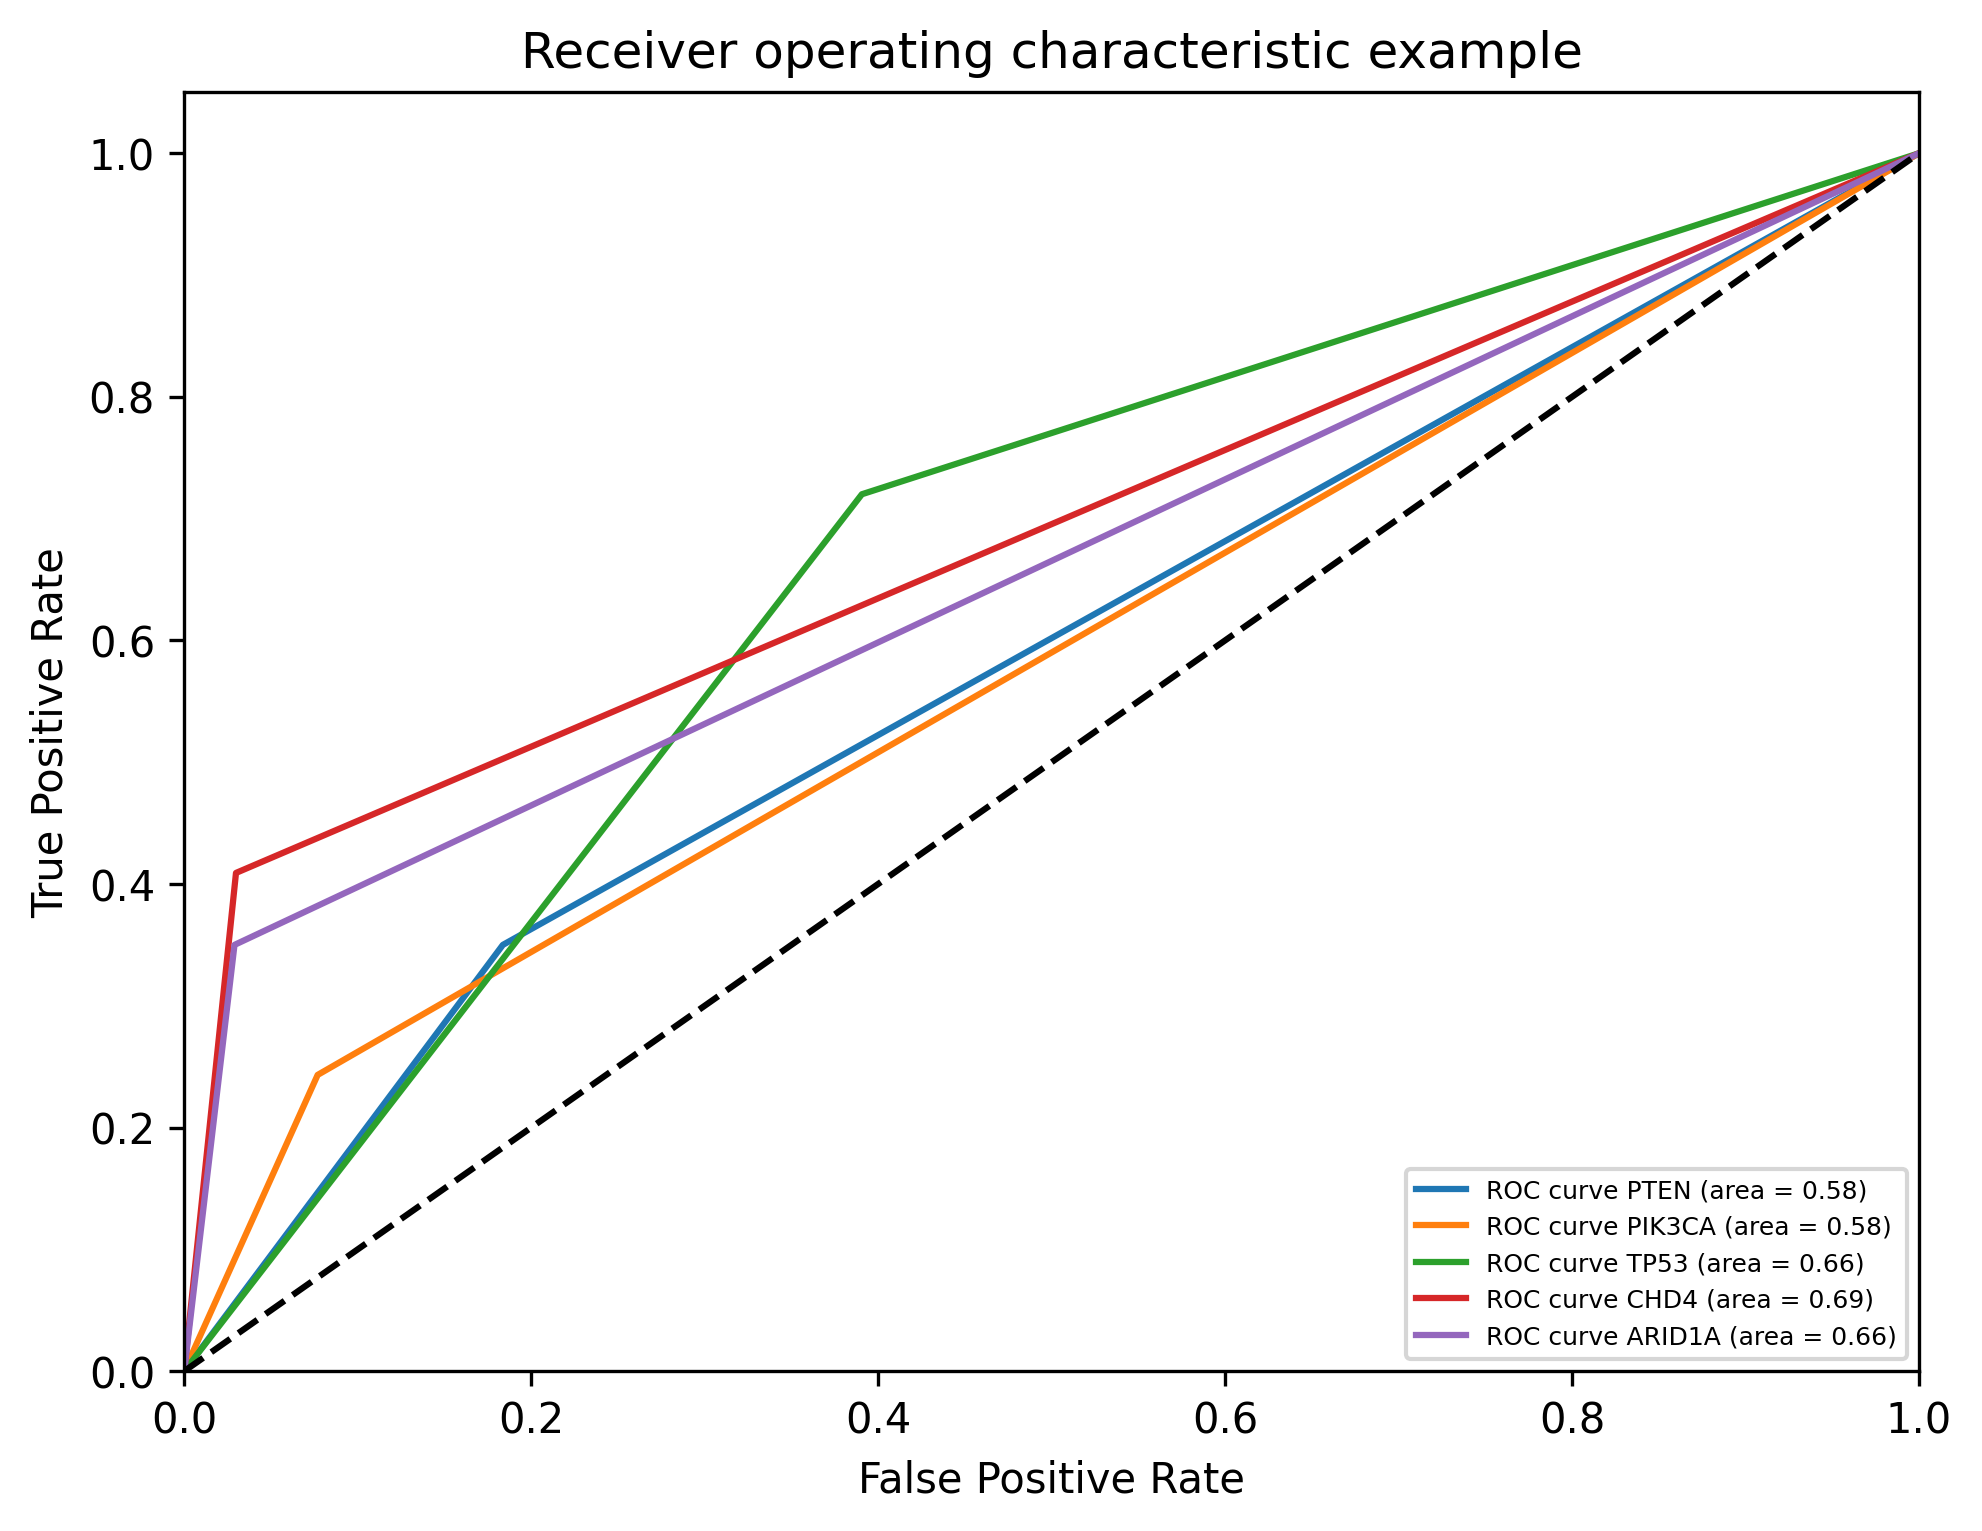 Receiver operating characteristic example
True Positive Rate
1.0
0.8
0.6
0.4
0.2
0.0
ROC curve PTEN (area = 0.58)
ROC curve PIK3CA (area = 0.58)
ROC curve TP53 (area = 0.66)
ROC curve CHD4 (area = 0.69)
ROC curve ARID1A (area = 0.66)
0.0 0.2 0.4 0.6 0.8 1.0
False Positive Rate